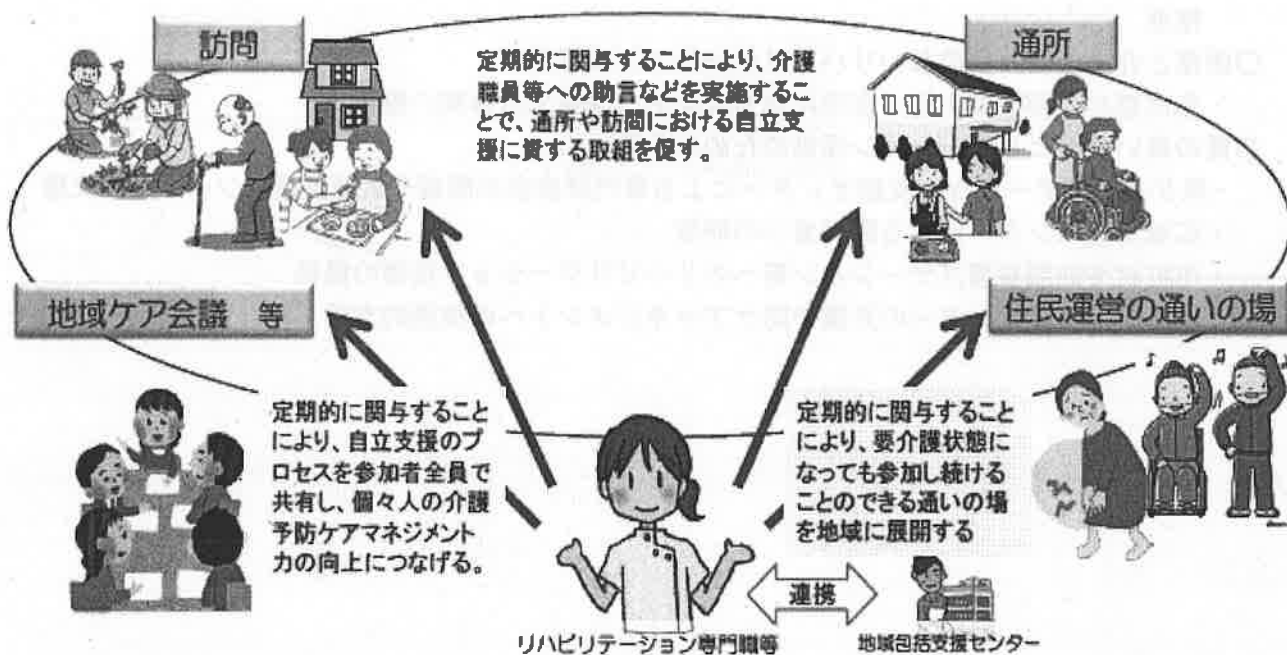 訪問
通所
定期的に関与することにより、介護
職員等への助言などを実施するこ
とで、通所や訪問における自立支
援に資する取組を促す。
地域ケア会議　等
住民運営の通いの場
定期的に関与すること
により、自立支援のプ
ロセスを参加者全員で
共有し、個々人の介護
予防ケアマネジメント
力の向上につなげる。
定期的に関与すること
により、要介護状態に
なっても参加し続ける
ことのできる通いの場
を地域に展開する
連携
リハビリテーション専門職等
地域包括支援センター